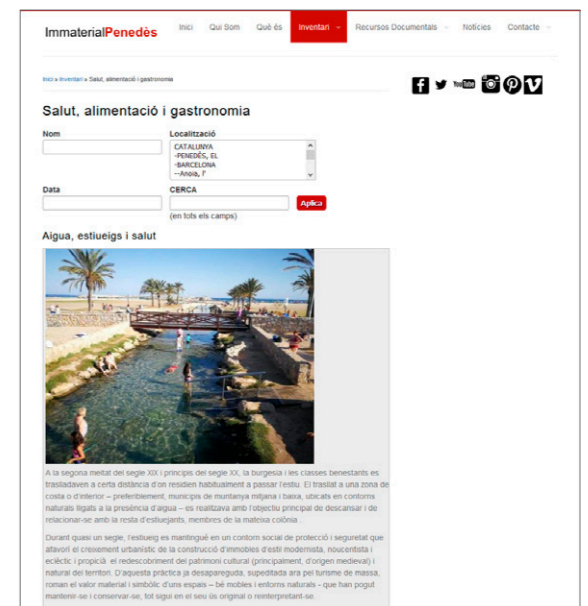 ImmaterialPenedès
Inici Qui Som Què és Inventari Recursos Documentals Notícies Contacte
Inici » Inventari » Salut, alimentació i gastronomia
YouTube
Salut, alimentació i gastronomia
Nom Localització
CATALUNYA
-PENEDÈS, EL
-BARCELONA
--Anoia, l'
Data CERCA
Aplica
(en tots els camps)
Aigua, estiueigs i salut
A la segona meitat del segle XIX i principis del segle XX, la burgesia i les classes benestants es
traslladaven a certa distància d'on residien habitualment a passar l'estiu. El trasllat a una zona de
costa o d'interior – preferiblement, municipis de muntanya mitjana i baixa, ubicats en contorns
naturals lligats a la presència d'aigua – es realitzava amb l'objectiu principal de descansar i de
relacionar-se amb la resta d'estiuejants, membres de la mateixa colònia .
Durant quasi un segle, l'estiueig es mantingué en un contorn social de protecció i seguretat que
afavorí el creixement urbanístic de la construcció d'immobles d'estil modernista, noucentista i
eclèctic i propicià el redescobriment del patrimoni cultural (principalment, d'origen medieval) i
natural del territori. D'aquesta pràctica ja desapareguda, supeditada ara pel turisme de massa,
roman el valor material i simbòlic d'uns espais – bé mobles i entorns naturals - que han pogut
mantenir-se i conservar-se, tot sigui en el seu ús original o reinterpretant-se.